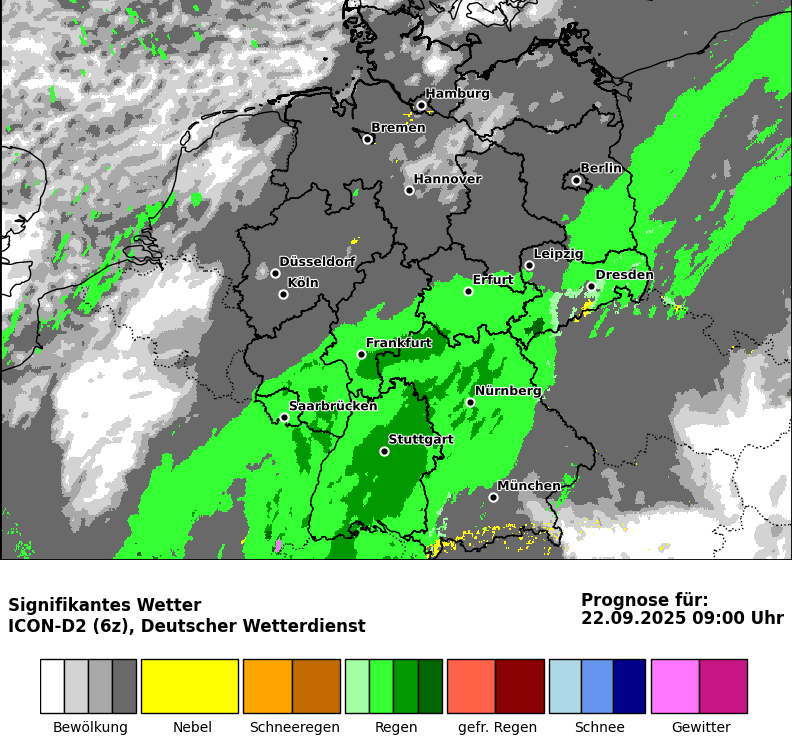 Hamburg
Bremen
Berlin
Hannover
Leipzig
Düsseldorf
Dresden
Erfurt
Köln
Frankfurt
Nürnberg
Saarbrücken
Stuttgart
München
Signifikantes Wetter
ICON-D2 (6z), Deutscher Wetterdienst
Prognose für:
22.09.2025 09:00 Uhr
Bewölkung Nebel Schneeregen Regen gefr. Regen Schnee Gewitter